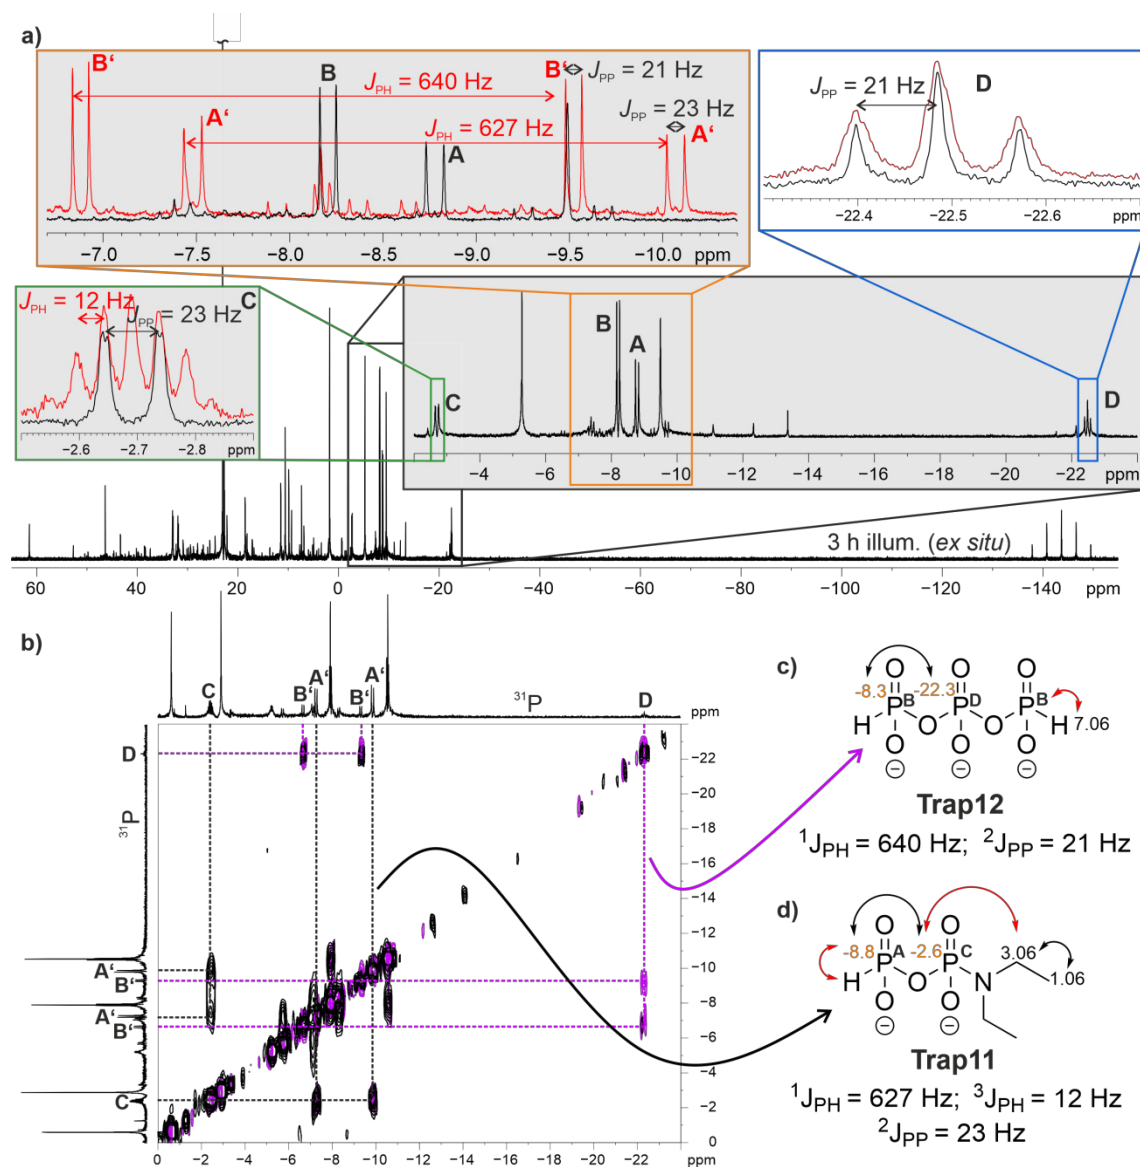 a)
B‘ B B‘ J_PP = 21 Hz
J_PH = 640 Hz
J_PP = 23 Hz
A‘ J_PH = 627 Hz A‘
A
−7.0 −7.5 −8.0 −8.5 −9.0 −9.5 −10.0 ppm
J_PP = 21 Hz D
−22.4 −22.5 −22.6 ppm
J_PH = 12 Hz C
J_PP = 23 Hz
−2.6 −2.7 −2.8 ppm
B
A
C D
−4 −6 −8 −10 −12 −14 −16 −18 −20 −22 ppm
3 h illum. (ex situ)
60 40 20 0 −20 −40 −60 −80 −100 −120 −140 ppm
b)
C B‘ A‘ B‘ A‘ ³¹P D
ppm
D
³¹P
A‘
B‘
A‘
B‘
C
−22
−20
−18
−16
−14
−12
−10
−8
−6
−4
−2
0
0 −2 −4 −6 −8 −10 −12 −14 −16 −18 −20 −22 ppm
c)
O O O
-8.3 -22.3
H P^B O P^D O P^B H 7.06
O O O
⊖ ⊖ ⊖
Trap12
¹J_PH = 640 Hz; ²J_PP = 21 Hz
d)
O O
-8.8 -2.6 3.06
1.06
H P^A O P^C N
O O
⊖ ⊖
Trap11
¹J_PH = 627 Hz; ³J_PH = 12 Hz
²J_PP = 23 Hz